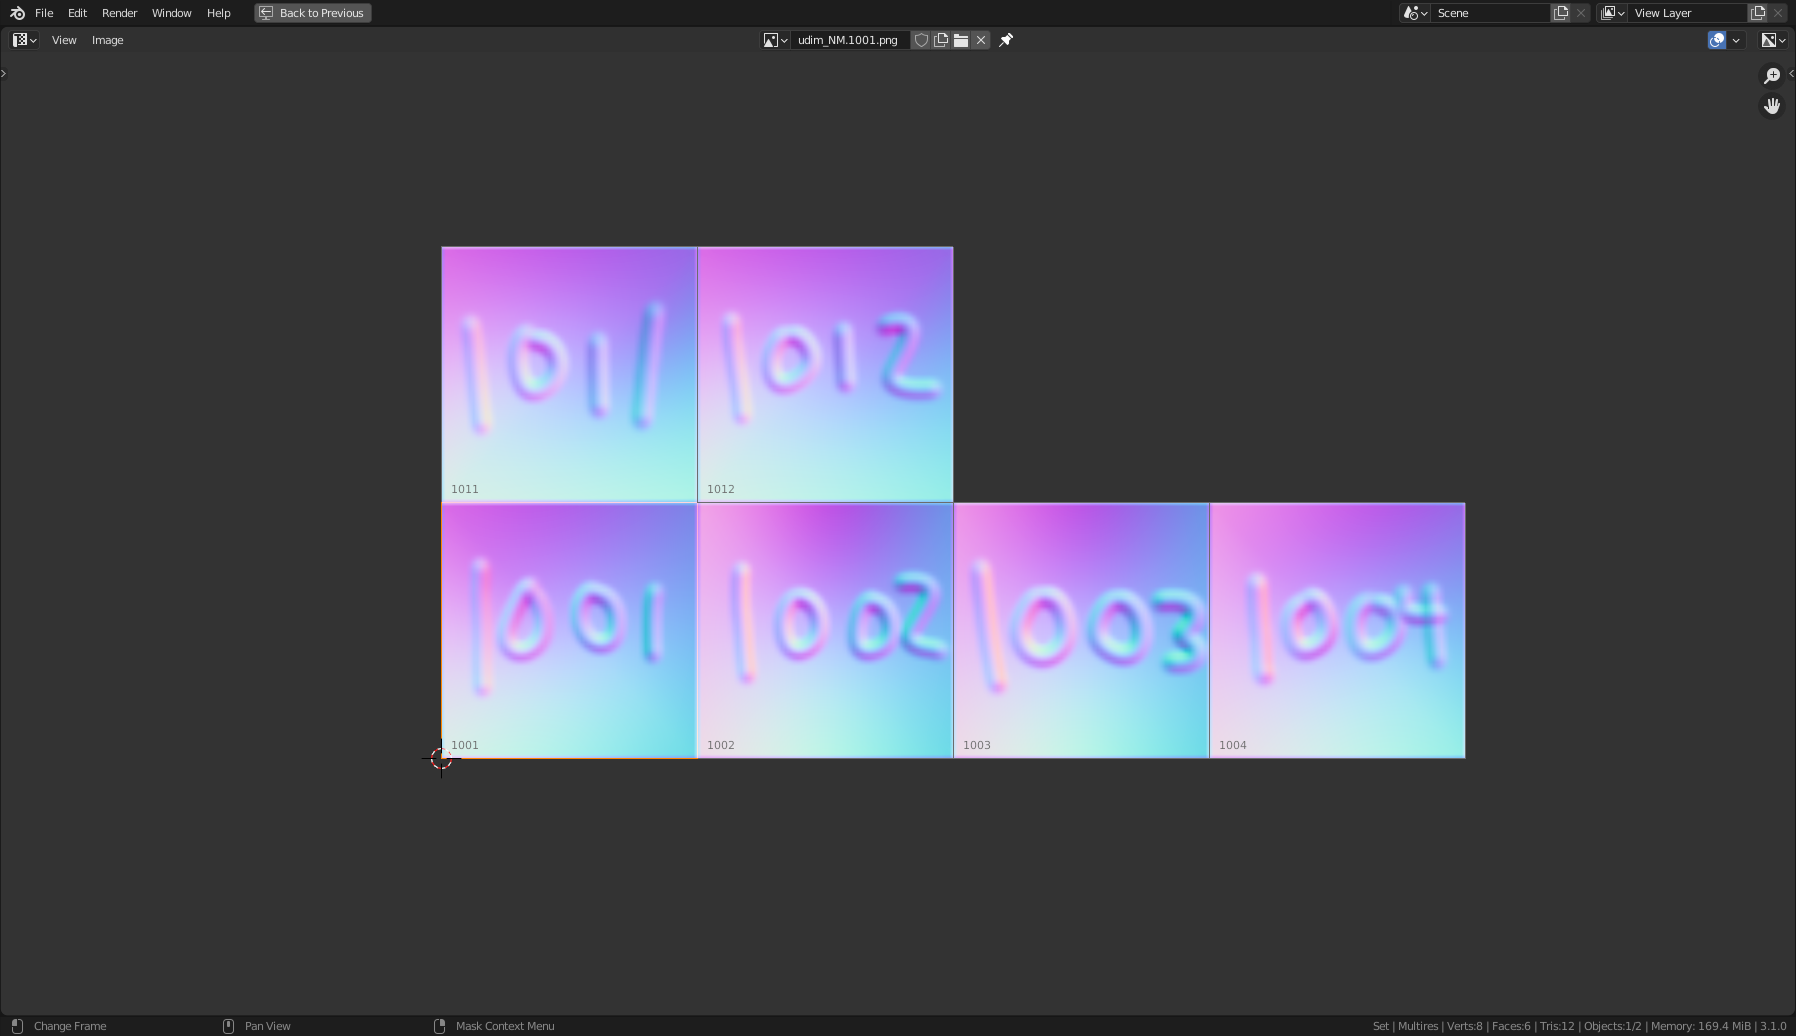 File Edit Render Window Help Back to Previous Scene View Layer
View Image udim_NM.1001.png
1011 1012
1011 1012
1001 1002 1003 1004
1001 1002 1003 1004
Change Frame Pan View Mask Context Menu Set | Multires | Verts:8 | Faces:6 | Tris:12 | Objects:1/2 | Memory: 169.4 MiB | 3.1.0